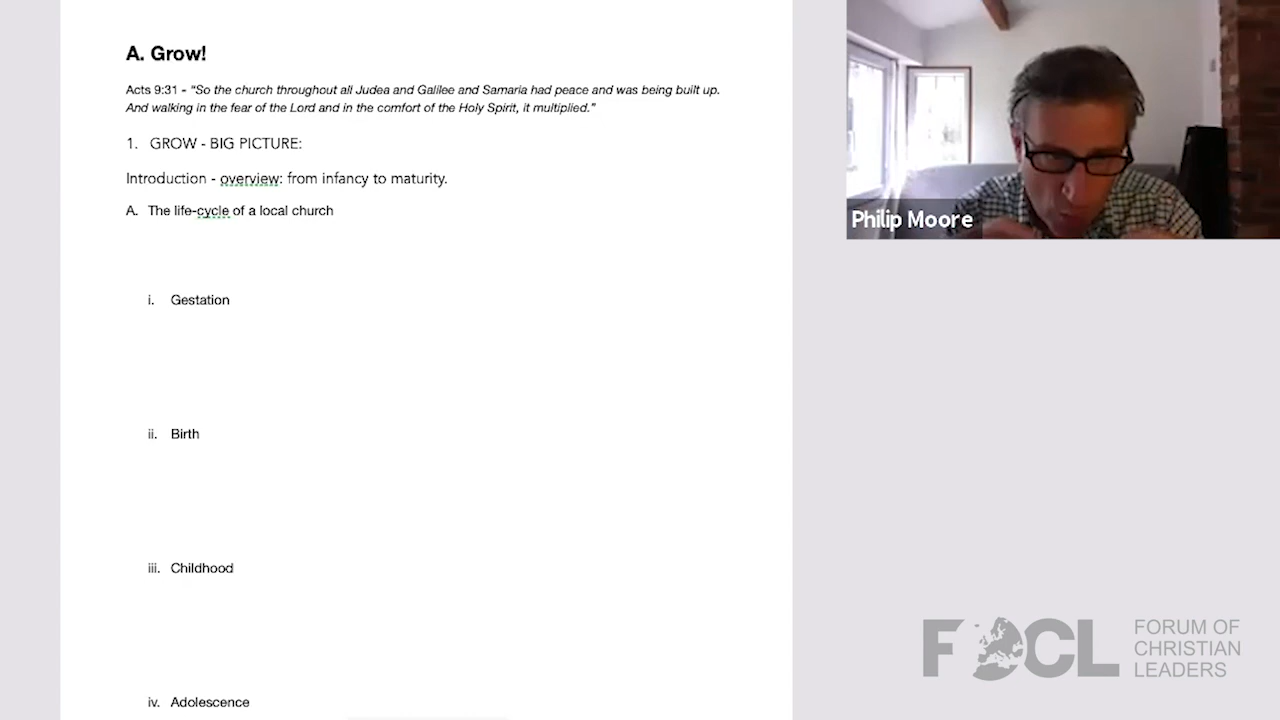 A. Grow!
Acts 9:31 - "So the church throughout all Judea and Galilee and Samaria had peace and was being built up.
And walking in the fear of the Lord and in the comfort of the Holy Spirit, it multiplied."
1. GROW - BIG PICTURE:
Introduction - overview: from infancy to maturity.
A. The life-cycle of a local church
i. Gestation
ii. Birth
iii. Childhood
iv. Adolescence
Philip Moore
FOCL
FORUM OF
CHRISTIAN
LEADERS